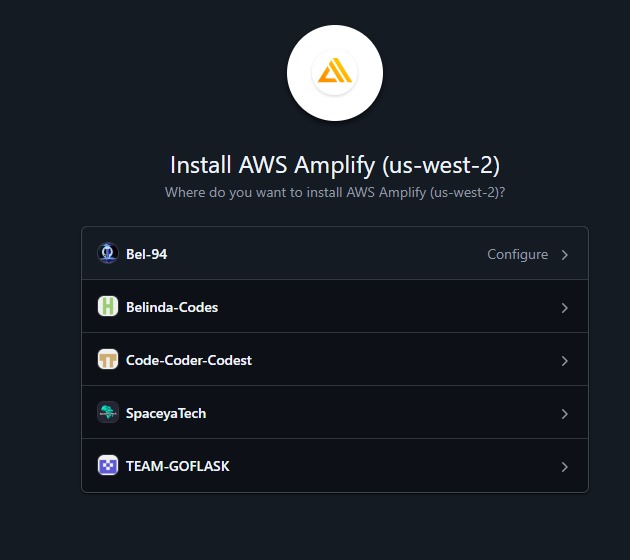 Install AWS Amplify (us-west-2)
Where do you want to install AWS Amplify (us-west-2)?
Bel-94 Configure
Belinda-Codes
Code-Coder-Codest
SpaceyaTech
TEAM-GOFLASK